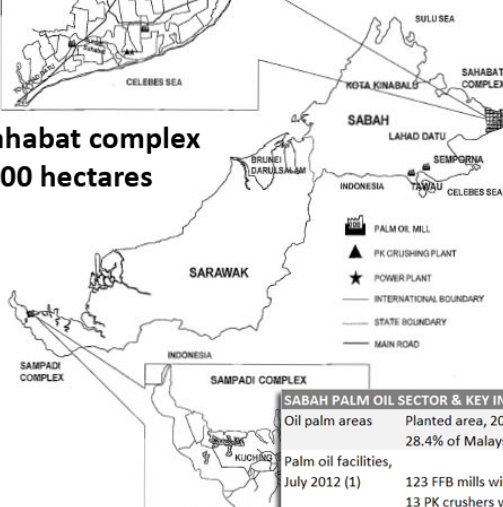 SULU SEA
CELEBES SEA
KOTA KINABALU
SAHABAT
COMPLEX
SABAH
ahabat complex
LAHAD DATU
00 hectares
BRUNEI
DARULSALAM
SEMPORNA
INDONESIA
TAWAU
CELEBES SEA
PALM OIL MILL
PK CRUSHING PLANT
SARAWAK
POWER PLANT
INTERNATIONAL BOUNDARY
STATE BOUNDARY
MAIN ROAD
INDONESIA
SAMPADI
COMPLEX
SAMPADI COMPLEX
KUCHING
SABAH PALM OIL SECTOR & KEY IN
Oil palm areas Planted area, 20
28.4% of Malays
Palm oil facilities,
July 2012 (1) 123 FFB mills wi
13 PK crushers w